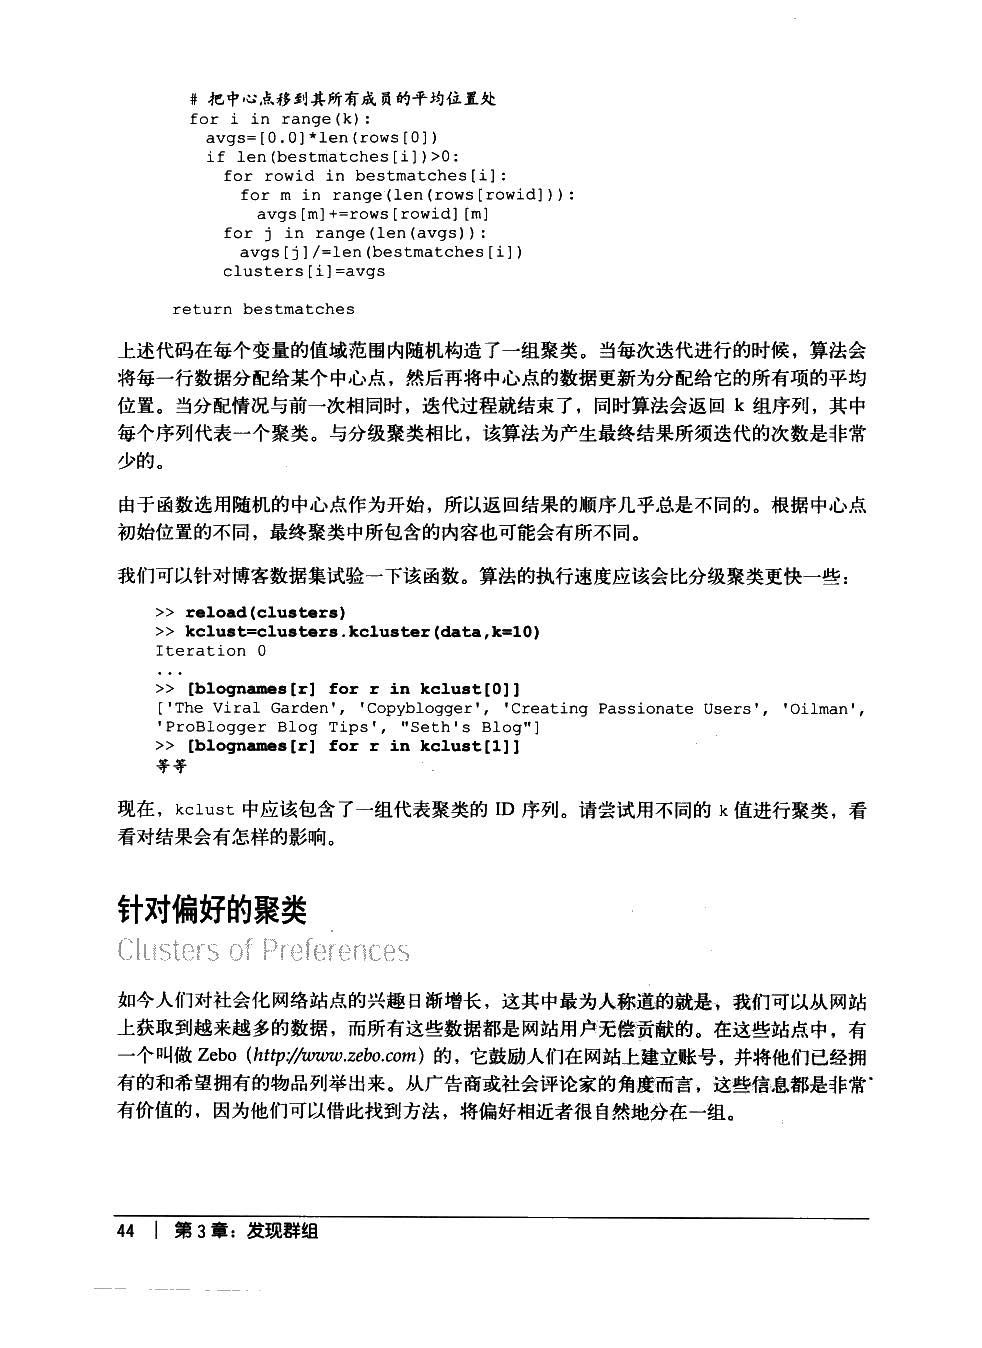 # 把中心点移到其所有成员的平均位置处
for i in range(k):
avgs=[0.0]*len(rows[0])
if len(bestmatches[i])>0:
for rowid in bestmatches[i]:
for m in range(len(rows[rowid])):
avgs[m]+=rows[rowid][m]
for j in range(len(avgs)):
avgs[j]/=len(bestmatches[i])
clusters[i]=avgs
return bestmatches
上述代码在每个变量的值域范围内随机构造了一组聚类。当每次迭代进行的时候，算法会
将每一行数据分配给某个中心点，然后再将中心点的数据更新为分配给它的所有项的平均
位置。当分配情况与前一次相同时，迭代过程就结束了，同时算法会返回 k 组序列，其中
每个序列代表一个聚类。与分级聚类相比，该算法为产生最终结果所须迭代的次数是非常
少的。
由于函数选用随机的中心点作为开始，所以返回结果的顺序几乎总是不同的。根据中心点
初始位置的不同，最终聚类中所包含的内容也可能会有所不同。
我们可以针对博客数据集试验一下该函数。算法的执行速度应该会比分级聚类更快一些：
>> reload(clusters)
>> kclust=clusters.kcluster(data,k=10)
Iteration 0
...
>> [blognames[r] for r in kclust[0]]
['The Viral Garden', 'Copyblogger', 'Creating Passionate Users', 'Oilman',
'ProBlogger Blog Tips', "Seth's Blog"]
>> [blognames[r] for r in kclust[1]]
等等
现在，kclust 中应该包含了一组代表聚类的 ID 序列。请尝试用不同的 k 值进行聚类，看
看对结果会有怎样的影响。
针对偏好的聚类
Clusters of Preferences
如今人们对社会化网络站点的兴趣日渐增长，这其中最为人称道的就是，我们可以从网站
上获取到越来越多的数据，而所有这些数据都是网站用户无偿贡献的。在这些站点中，有
一个叫做 Zebo（http://www.zebo.com）的，它鼓励人们在网站上建立账号，并将他们已经拥
有的和希望拥有的物品列举出来。从广告商或社会评论家的角度而言，这些信息都是非常
有价值的，因为他们可以借此找到方法，将偏好相近者很自然地分在一组。
44 | 第 3 章：发现群组